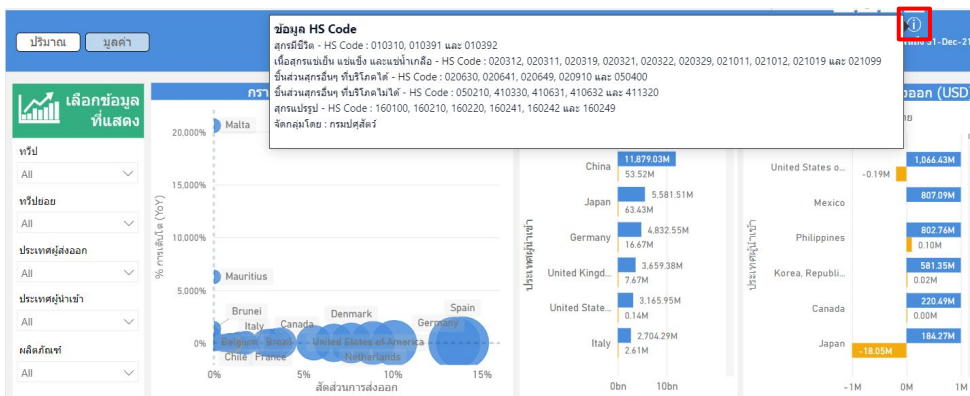 ปริมาณ
มูลค่า
ข้อมูล HS Code
สุกรมีชีวิต - HS Code : 010310, 010391 และ 010392
เนื้อสุกรแช่เย็น แช่แข็ง และแช่น้ำเกลือ - HS Code : 020312, 020311, 020319, 020321, 020322, 020329, 021011, 021012, 021019 และ 021099
ชิ้นส่วนสุกรอื่นๆ ที่บริโภคได้ - HS Code : 020630, 020641, 020649, 020910 และ 050400
ชิ้นส่วนสุกรอื่นๆ ที่บริโภคไม่ได้ - HS Code : 050210, 410330, 410631, 410632 และ 411320
สุกรแปรรูป - HS Code : 160100, 160210, 160220, 160241, 160242 และ 160249
จัดกลุ่มโดย : กรมปศุสัตว์
31-Dec-21
เลือกข้อมูล
ที่แสดง
ทวีป
All
ทวีปย่อย
All
ประเทศผู้ส่งออก
All
ประเทศผู้นำเข้า
All
ผลิตภัณฑ์
All
กรา
% การเติบโต (YoY)
20,000%
15,000%
10,000%
5,000%
0%
Malta
Mauritius
Brunei
Italy
Canada
Denmark
Germany
Spain
Belgium
Brazil
United States of America
Chile
France
Netherlands
0%
5%
10%
15%
สัดส่วนการส่งออก
ประเทศผู้นำเข้า
China
11,879.03M
53.52M
Japan
5,581.51M
63.43M
Germany
4,832.55M
16.67M
United Kingd...
3,659.38M
7.67M
United State...
3,165.95M
0.14M
Italy
2,704.29M
2.61M
0bn
10bn
งออก (USD)
ประเทศผู้นำเข้า
United States o...
1,066.43M
-0.19M
Mexico
807.09M
Philippines
802.76M
0.10M
Korea, Republi...
581.35M
0.02M
Canada
220.49M
0.00M
Japan
184.27M
-18.05M
-1M
0M
1M